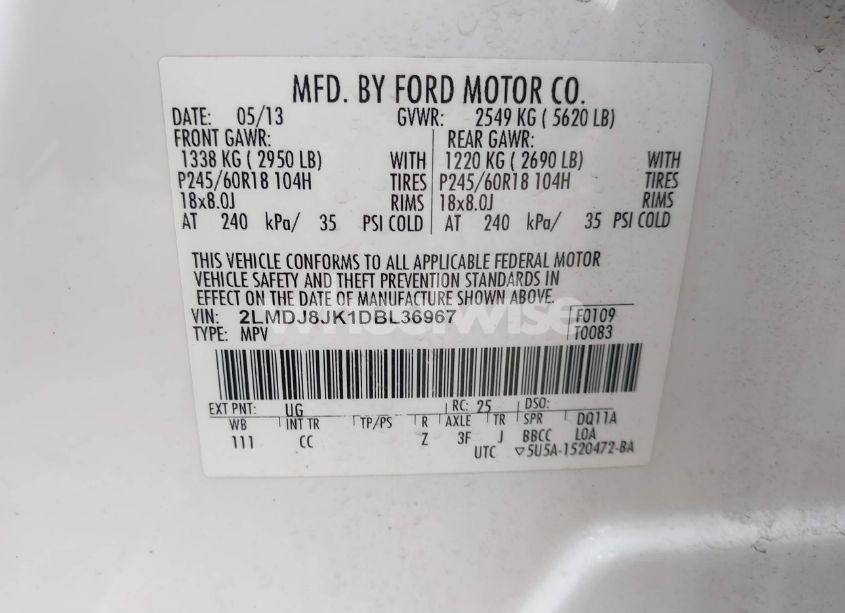 MFD. BY FORD MOTOR CO.
DATE: 05/13 GVWR: 2549 KG ( 5620 LB)
FRONT GAWR: REAR GAWR:
1338 KG ( 2950 LB) WITH 1220 KG ( 2690 LB) WITH
P245/60R18 104H TIRES P245/60R18 104H TIRES
18x8.0J RIMS 18x8.0J RIMS
AT 240 kPa/ 35 PSI COLD AT 240 kPa/ 35 PSI COLD
THIS VEHICLE CONFORMS TO ALL APPLICABLE FEDERAL MOTOR
VEHICLE SAFETY AND THEFT PREVENTION STANDARDS IN
EFFECT ON THE DATE OF MANUFACTURE SHOWN ABOVE.
VIN: 2LMDJ8JK1DBL36967 F0109
TYPE: MPV T0083
EXT PNT: UG RC: 25 DSO:
WB INT TR TP/PS R AXLE TR SPR DQ11A
111 CC Z 3F J BBCC L0A
UTC ▽5U5A-1520472-BA